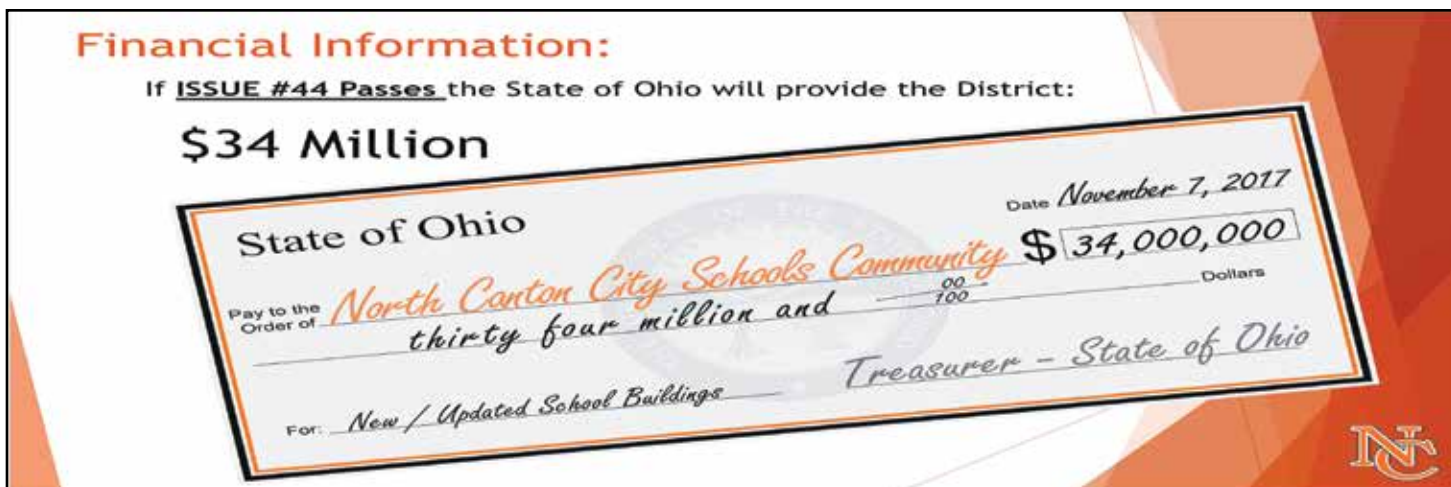 Financial Information:
If ISSUE #44 Passes the State of Ohio will provide the District:
$34 Million
State of Ohio
Date November 7, 2017
Pay to the Order of North Canton City Schools Community $ 34,000,000
thirty four million and 00/100 Dollars
For: New / Updated School Buildings
Treasurer – State of Ohio
NC